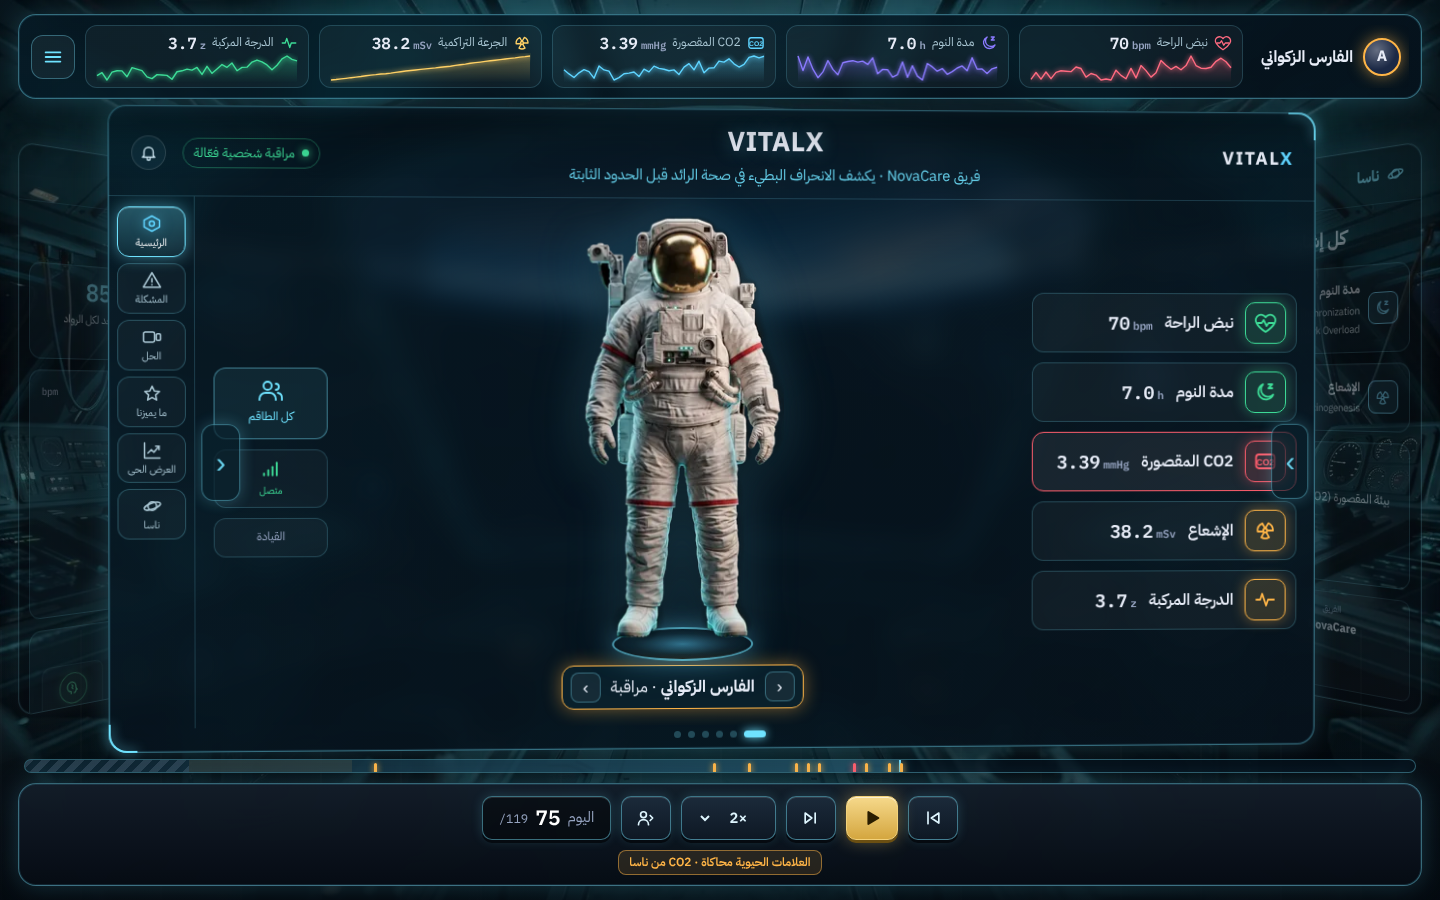 A
الفارس الزكواني
نبض الراحة
70 bpm
مدة النوم
7.0 h
CO2 المقصورة
3.39 mmHg
الجرعة التراكمية
38.2 mSv
الدرجة المركبة
3.7 z
VITALX
VITALX
فريق NovaCare · يكشف الانحراف البطيء في صحة الرائد قبل الحدود الثابتة
مراقبة شخصية فعّالة
الرئيسية
المشكلة
الحل
ما يميزنا
العرض الحي
ناسا
كل الطاقم
متصل
القيادة
نبض الراحة
70 bpm
مدة النوم
7.0 h
CO2 المقصورة
3.39 mmHg
الإشعاع
38.2 mSv
الدرجة المركبة
3.7 z
الفارس الزكواني · مراقبة
ناسا
مدة النوم
الإشعاع
بيئة المقصورة
bpm
85
2×
اليوم 75 /119
العلامات الحيوية محاكاة · CO2 من ناسا